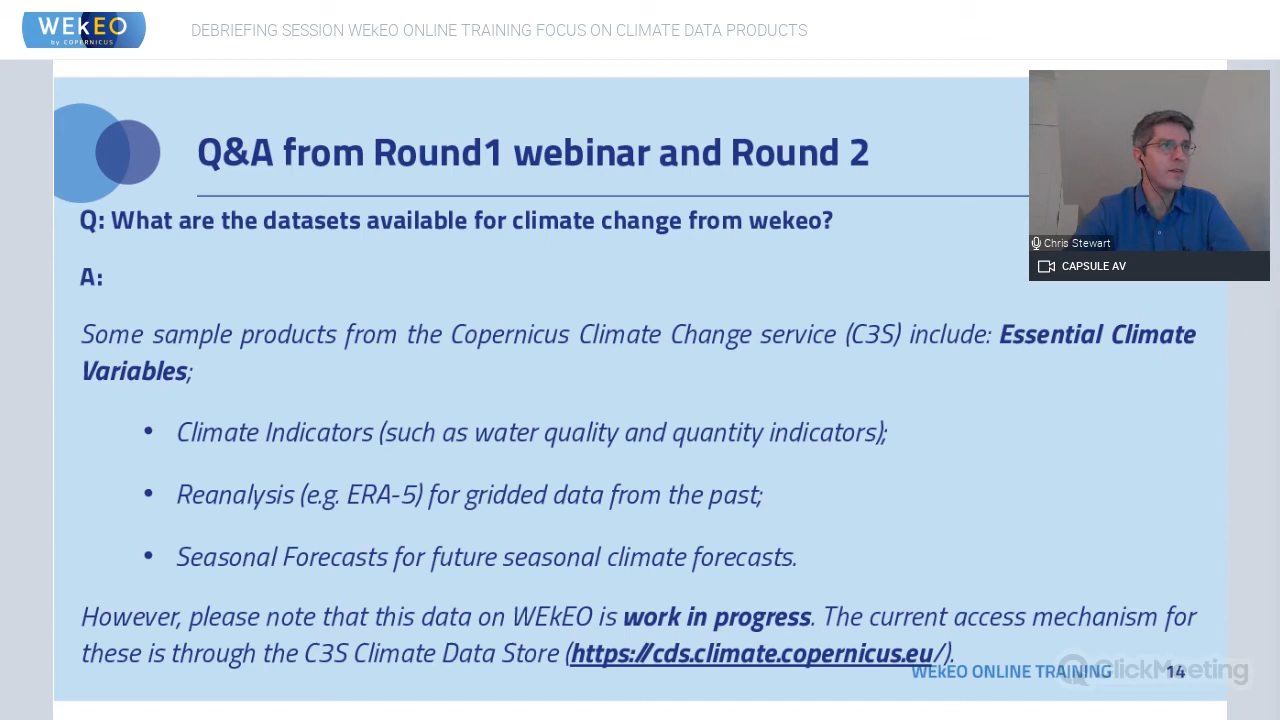 WEkEO
by COPERNICUS
DEBRIEFING SESSION WEkEO ONLINE TRAINING FOCUS ON CLIMATE DATA PRODUCTS
Q&A from Round1 webinar and Round 2
Chris Stewart
CAPSULE AV
Q: What are the datasets available for climate change from wekeo?
A:
Some sample products from the Copernicus Climate Change service (C3S) include: Essential Climate
Variables;
• Climate Indicators (such as water quality and quantity indicators);
• Reanalysis (e.g. ERA-5) for gridded data from the past;
• Seasonal Forecasts for future seasonal climate forecasts.
However, please note that this data on WEkEO is work in progress. The current access mechanism for
these is through the C3S Climate Data Store (https://cds.climate.copernicus.eu/).
WEkEO ONLINE TRAINING 14
ClickMeeting